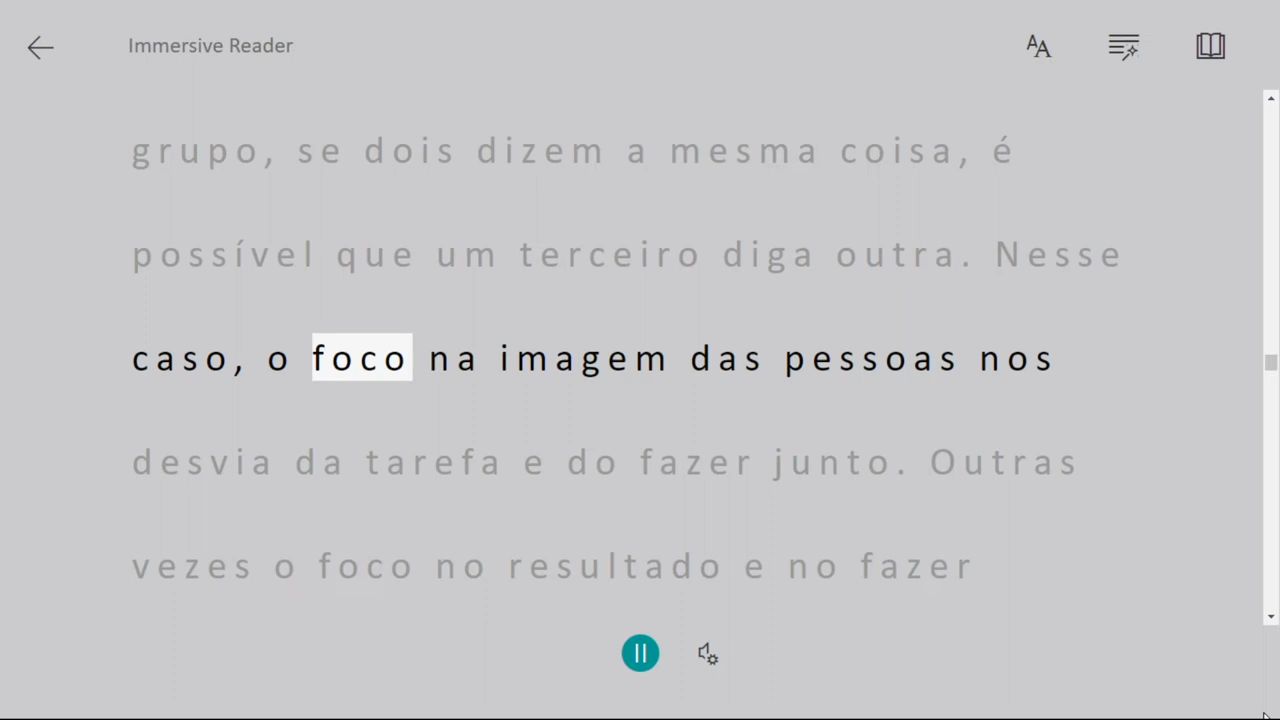 Immersive Reader
grupo, se dois dizem a mesma coisa, é
possível que um terceiro diga outra. Nesse
caso, o foco na imagem das pessoas nos
desvia da tarefa e do fazer junto. Outras
vezes o foco no resultado e no fazer